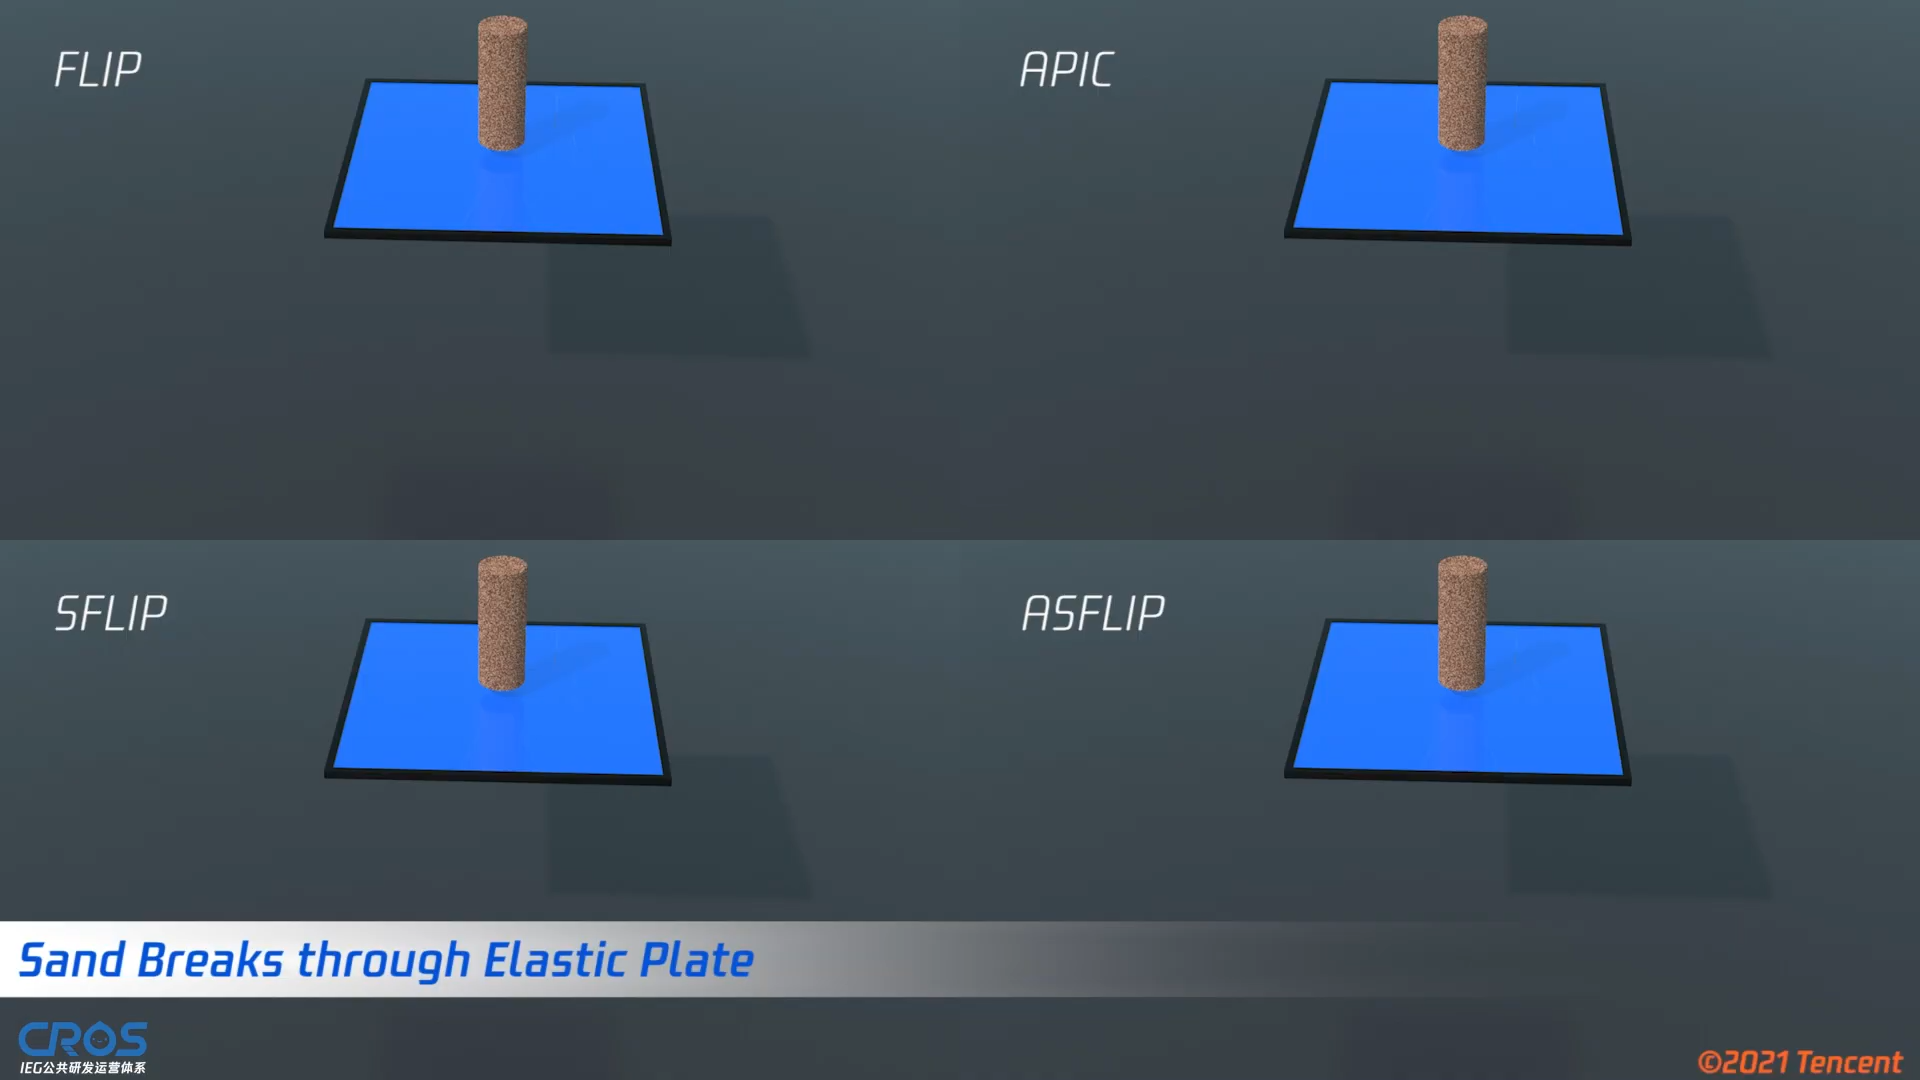 FLIP
APIC
SFLIP
ASFLIP
Sand Breaks through Elastic Plate
CROS
IEG公共研发运营体系
©2021 Tencent